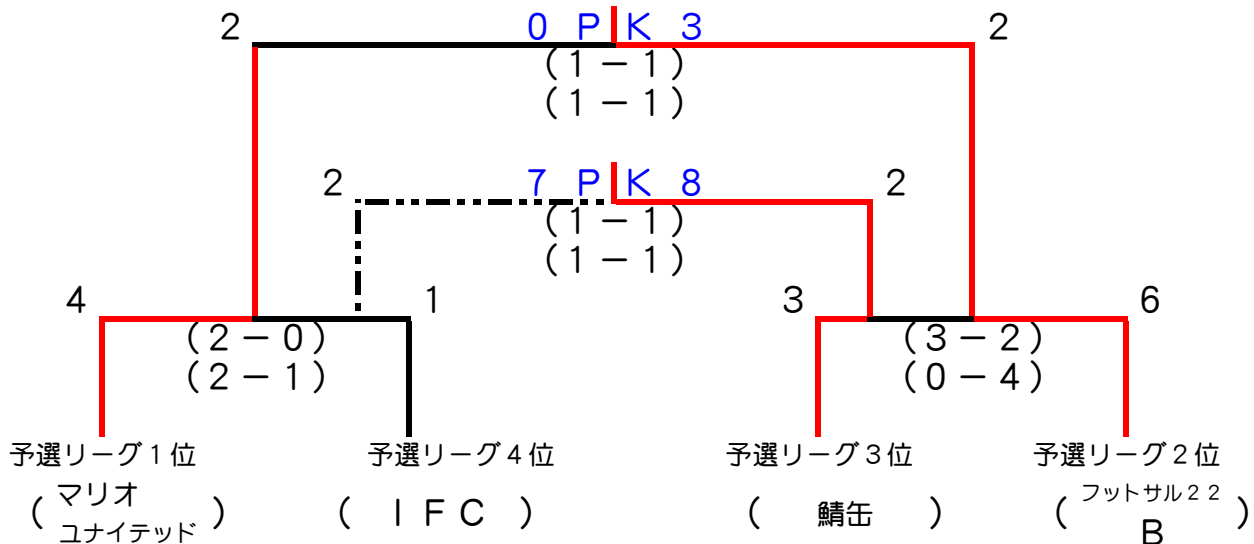 2 0 PK 3 2
(1-1)
(1-1)
2 7 PK 8 2
(1-1)
(1-1)
4 1 3 6
(2-0) (3-2)
(2-1) (0-4)
予選リーグ1位 予選リーグ4位 予選リーグ3位 予選リーグ2位
(マリオ
ユナイテッド) (IFC) (鯖缶) (フットサル22
B)